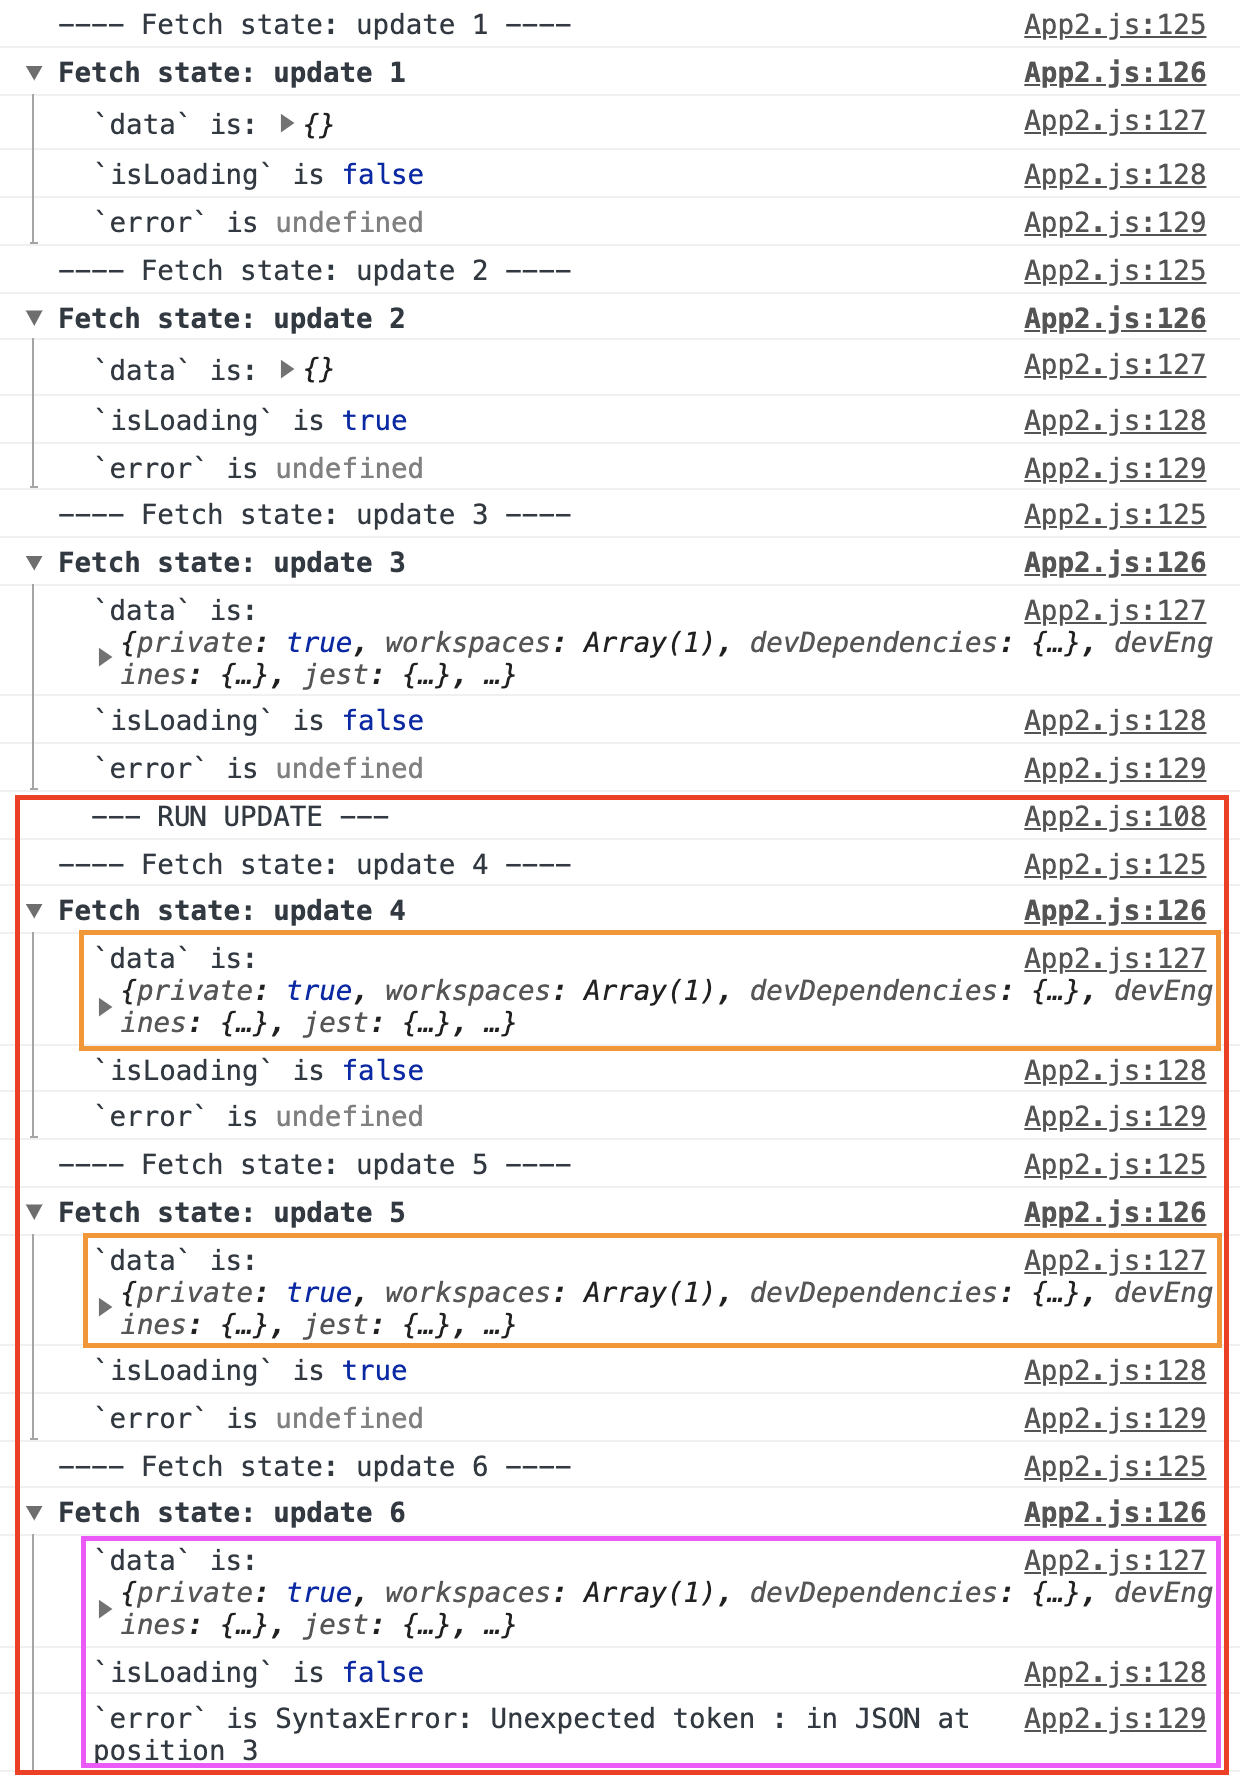 ---- Fetch state: update 1 ---- App2.js:125
▼ Fetch state: update 1 App2.js:126
`data` is: ▶ {} App2.js:127
`isLoading` is false App2.js:128
`error` is undefined App2.js:129
---- Fetch state: update 2 ---- App2.js:125
▼ Fetch state: update 2 App2.js:126
`data` is: ▶ {} App2.js:127
`isLoading` is true App2.js:128
`error` is undefined App2.js:129
---- Fetch state: update 3 ---- App2.js:125
▼ Fetch state: update 3 App2.js:126
`data` is: App2.js:127
▶ {private: true, workspaces: Array(1), devDependencies: {…}, devEng
ines: {…}, jest: {…}, …}
`isLoading` is false App2.js:128
`error` is undefined App2.js:129
--- RUN UPDATE --- App2.js:108
---- Fetch state: update 4 ---- App2.js:125
▼ Fetch state: update 4 App2.js:126
`data` is: App2.js:127
▶ {private: true, workspaces: Array(1), devDependencies: {…}, devEng
ines: {…}, jest: {…}, …}
`isLoading` is false App2.js:128
`error` is undefined App2.js:129
---- Fetch state: update 5 ---- App2.js:125
▼ Fetch state: update 5 App2.js:126
`data` is: App2.js:127
▶ {private: true, workspaces: Array(1), devDependencies: {…}, devEng
ines: {…}, jest: {…}, …}
`isLoading` is true App2.js:128
`error` is undefined App2.js:129
---- Fetch state: update 6 ---- App2.js:125
▼ Fetch state: update 6 App2.js:126
`data` is: App2.js:127
▶ {private: true, workspaces: Array(1), devDependencies: {…}, devEng
ines: {…}, jest: {…}, …}
`isLoading` is false App2.js:128
`error` is SyntaxError: Unexpected token : in JSON at App2.js:129
position 3